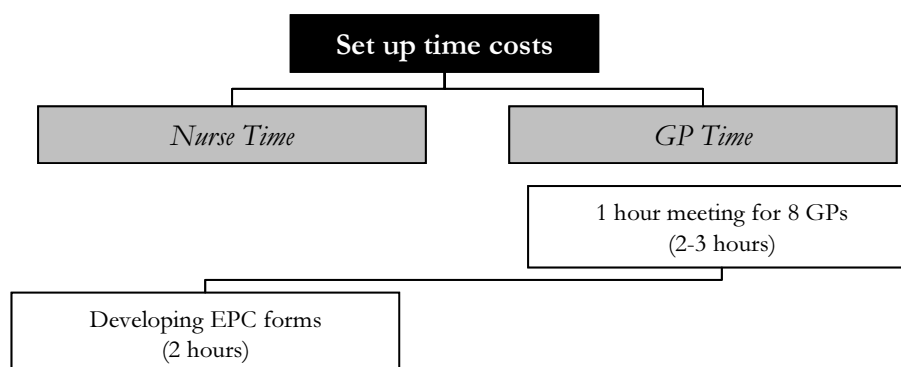 Set up time costs
Nurse Time
GP Time
1 hour meeting for 8 GPs
(2-3 hours)
Developing EPC forms
(2 hours)